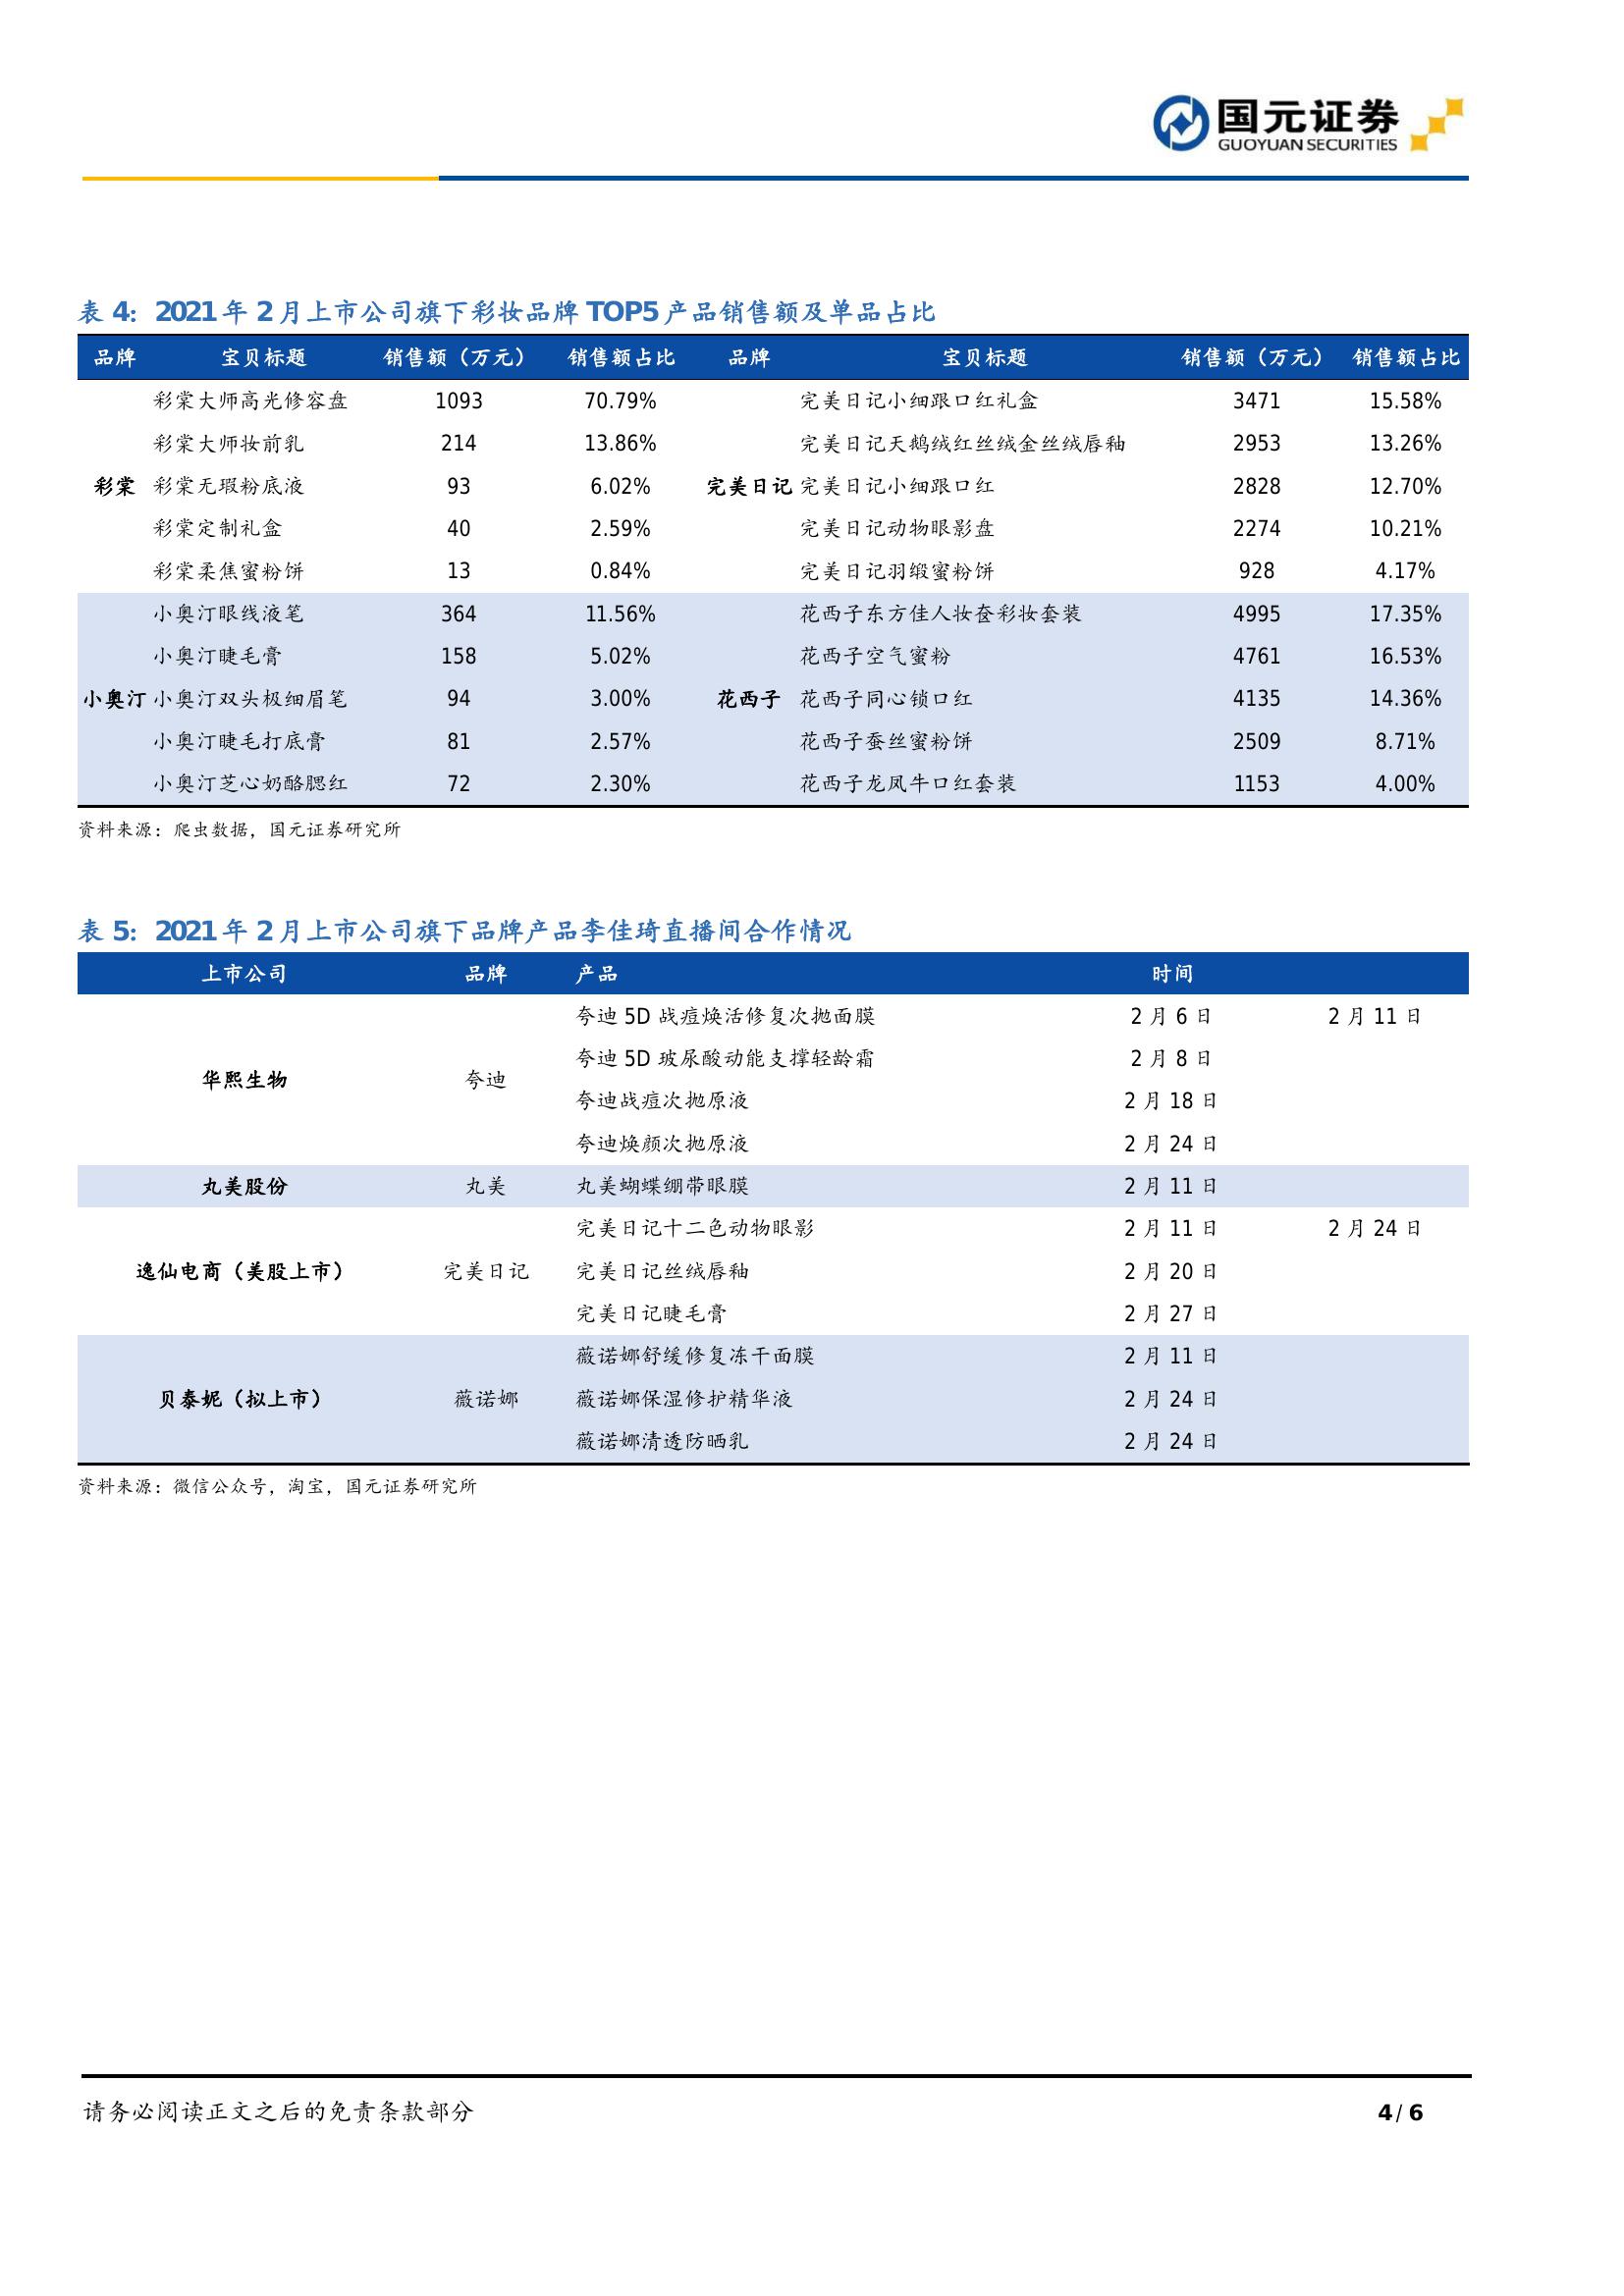 国元证券
GUOYUAN SECURITIES
表 4：2021 年 2 月上市公司旗下彩妆品牌 TOP5 产品销售额及单品占比
品牌 宝贝标题 销售额（万元） 销售额占比 品牌 宝贝标题 销售额（万元） 销售额占比
彩棠大师高光修容盘 1093 70.79% 完美日记小细跟口红礼盒 3471 15.58%
彩棠大师妆前乳 214 13.86% 完美日记天鹅绒红丝绒金丝绒唇釉 2953 13.26%
彩棠 彩棠无瑕粉底液 93 6.02% 完美日记 完美日记小细跟口红 2828 12.70%
彩棠定制礼盒 40 2.59% 完美日记动物眼影盘 2274 10.21%
彩棠柔焦蜜粉饼 13 0.84% 完美日记羽缎蜜粉饼 928 4.17%
小奥汀眼线液笔 364 11.56% 花西子东方佳人妆奁彩妆套装 4995 17.35%
小奥汀睫毛膏 158 5.02% 花西子空气蜜粉 4761 16.53%
小奥汀 小奥汀双头极细眉笔 94 3.00% 花西子 花西子同心锁口红 4135 14.36%
小奥汀睫毛打底膏 81 2.57% 花西子蚕丝蜜粉饼 2509 8.71%
小奥汀芝心奶酪腮红 72 2.30% 花西子龙凤牛口红套装 1153 4.00%
资料来源：爬虫数据，国元证券研究所
表 5：2021 年 2 月上市公司旗下品牌产品李佳琦直播间合作情况
上市公司 品牌 产品 时间
夸迪 5D 战痘焕活修复次抛面膜 2 月 6 日 2 月 11 日
夸迪 5D 玻尿酸动能支撑轻龄霜 2 月 8 日
华熙生物 夸迪
夸迪战痘次抛原液 2 月 18 日
夸迪焕颜次抛原液 2 月 24 日
丸美股份 丸美 丸美蝴蝶绷带眼膜 2 月 11 日
完美日记十二色动物眼影 2 月 11 日 2 月 24 日
逸仙电商（美股上市） 完美日记 完美日记丝绒唇釉 2 月 20 日
完美日记睫毛膏 2 月 27 日
薇诺娜舒缓修复冻干面膜 2 月 11 日
贝泰妮（拟上市） 薇诺娜 薇诺娜保湿修护精华液 2 月 24 日
薇诺娜清透防晒乳 2 月 24 日
资料来源：微信公众号，淘宝，国元证券研究所
请务必阅读正文之后的免责条款部分 4 / 6